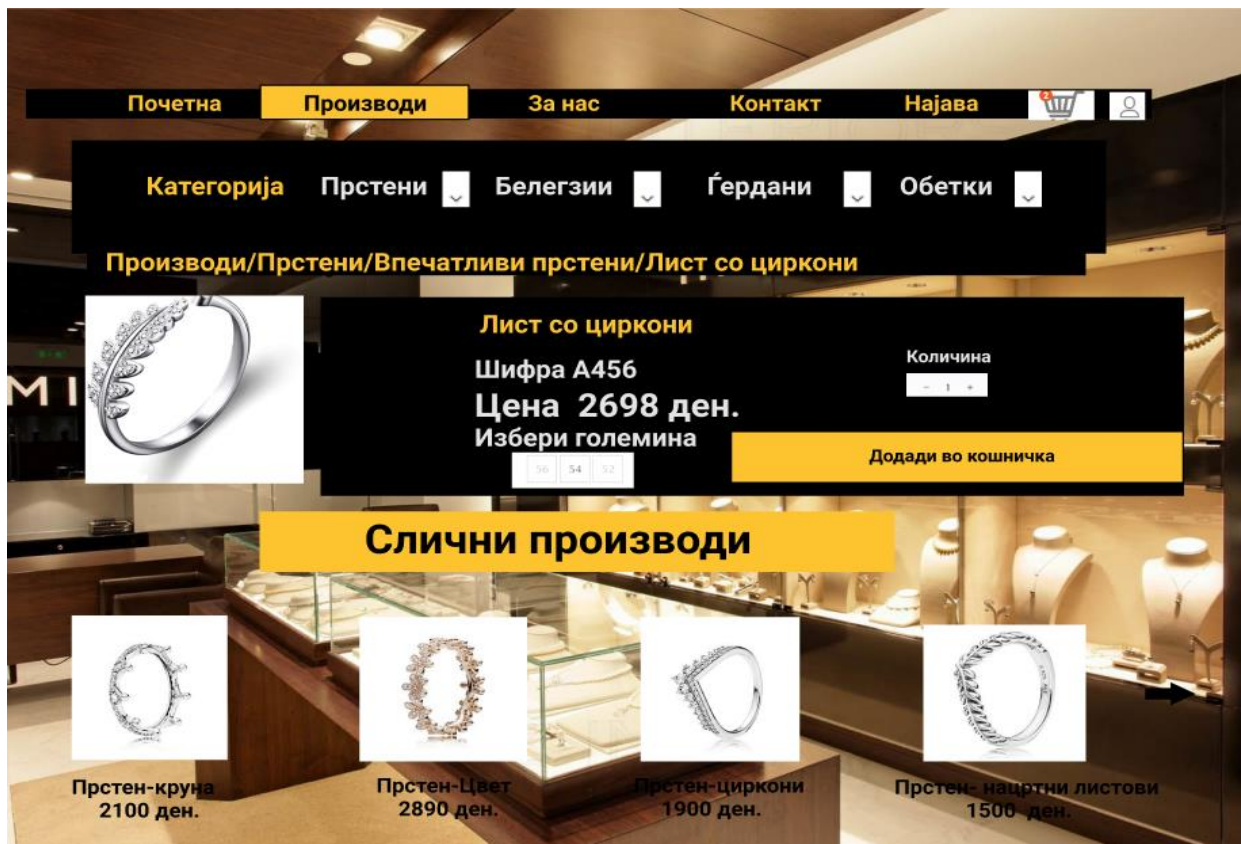 Почетна Производи За нас Контакт Најава 2
Категорија Прстени Белегзии Ѓердани Обетки
Производи/Прстени/Впечатливи прстени/Лист со циркони
Лист со циркони
Шифра А456
Цена 2698 ден.
Избери големина
56 54 52
Количина
- 1 +
Додади во кошничка
MI
Слични производи
Прстен-круна
2100 ден.
Прстен-Цвет
2890 ден.
Прстен-циркони
1900 ден.
Прстен- нацртни листови
1500 ден.